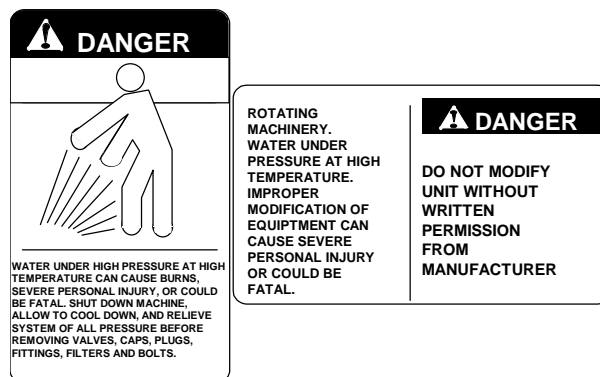 DANGER
WATER UNDER HIGH PRESSURE AT HIGH
TEMPERATURE CAN CAUSE BURNS,
SEVERE PERSONAL INJURY, OR COULD
BE FATAL. SHUT DOWN MACHINE,
ALLOW TO COOL DOWN, AND RELIEVE
SYSTEM OF ALL PRESSURE BEFORE
REMOVING VALVES, CAPS, PLUGS,
FITTINGS, FILTERS AND BOLTS.
ROTATING
MACHINERY.
WATER UNDER
PRESSURE AT HIGH
TEMPERATURE.
IMPROPER
MODIFICATION OF
EQUIPTMENT CAN
CAUSE SEVERE
PERSONAL INJURY
OR COULD BE
FATAL.
DANGER
DO NOT MODIFY
UNIT WITHOUT
WRITTEN
PERMISSION
FROM
MANUFACTURER